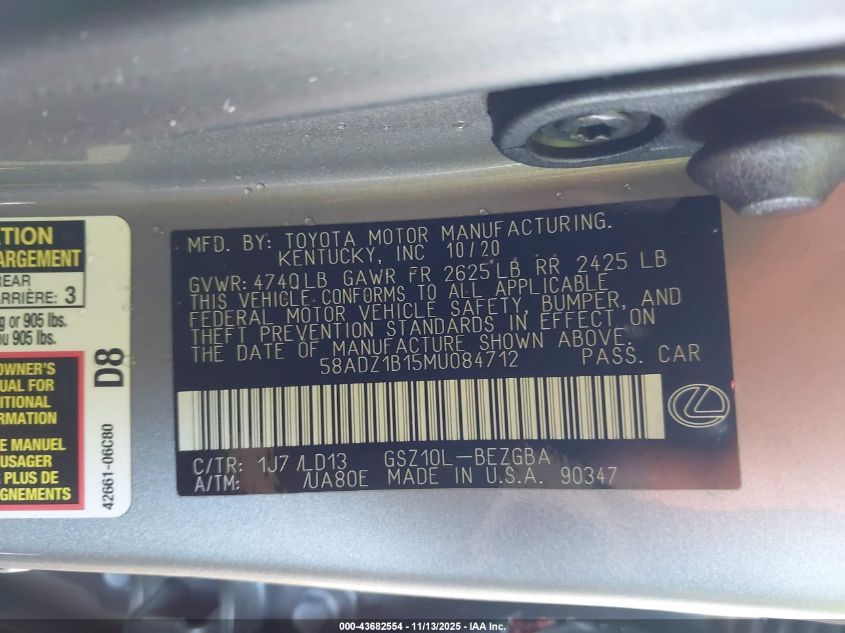 TION
ARGEMENT
REAR
ARRIÈRE: 3
g or 905 lbs.
ou 905 lbs.
OWNER'S
UAL FOR
ITIONAL
RMATION
E MANUEL
USAGER
PLUS DE
GNEMENTS
D8
42661-06C80
MFD. BY: TOYOTA MOTOR MANUFACTURING.
KENTUCKY, INC 10/20
GVWR: 4740LB GAWR FR 2625LB RR 2425 LB
THIS VEHICLE CONFORMS TO ALL APPLICABLE
FEDERAL MOTOR VEHICLE SAFETY, BUMPER, AND
THEFT PREVENTION STANDARDS IN EFFECT ON
THE DATE OF MANUFACTURE SHOWN ABOVE.
58ADZ1B15MU084712 PASS. CAR
C/TR: 1J7 /LD13 GSZ10L-BEZGBA
A/TM: /UA80E MADE IN U.S.A. 90347
000-43682554 - 11/13/2025 - IAA Inc.